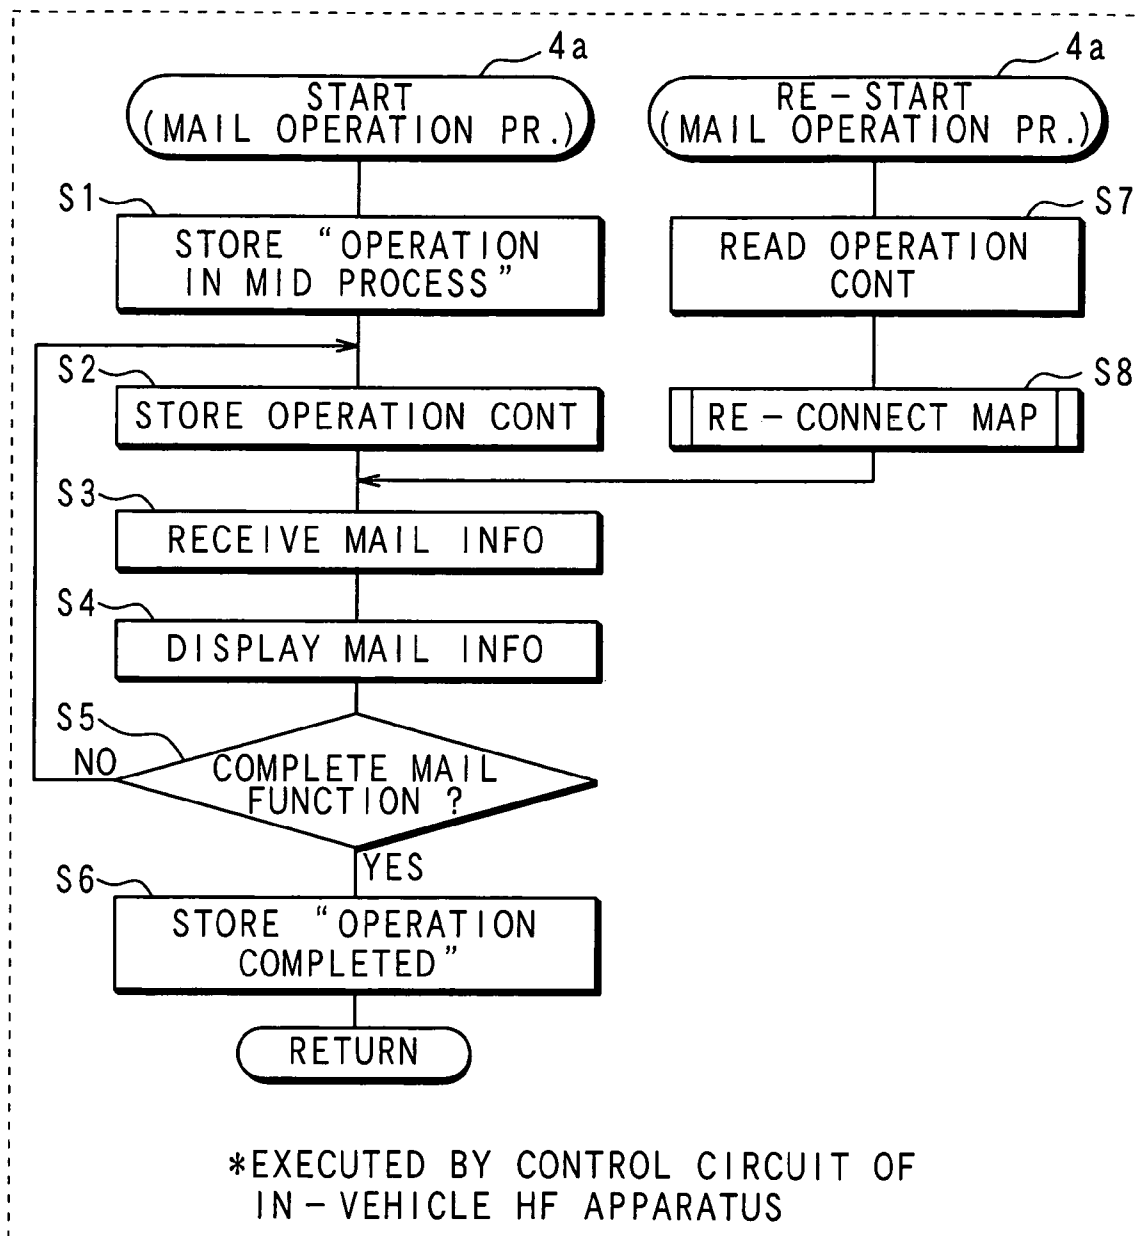 4a
START
(MAIL OPERATION PR.)
S1
STORE “OPERATION
IN MID PROCESS”
S2
STORE OPERATION CONT
S3
RECEIVE MAIL INFO
S4
DISPLAY MAIL INFO
S5
NO
COMPLETE MAIL
FUNCTION ?
YES
S6
STORE “OPERATION
COMPLETED”
RETURN
4a
RE-START
(MAIL OPERATION PR.)
S7
READ OPERATION
CONT
S8
RE-CONNECT MAP
*EXECUTED BY CONTROL CIRCUIT OF
IN-VEHICLE HF APPARATUS